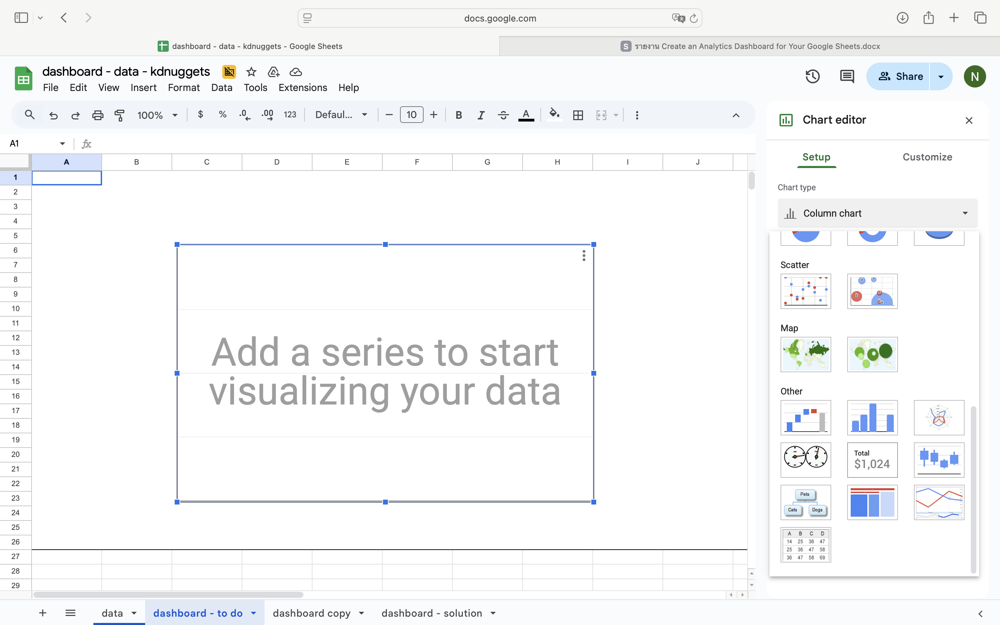 docs.google.com
dashboard - data - kdnuggets - Google Sheets
S รายงาน Create an Analytics Dashboard for Your Google Sheets.docx
dashboard - data - kdnuggets
File Edit View Insert Format Data Tools Extensions Help
Share
N
100% $ % .0 .00 123 Defaul... 10 B I S A
A1 fx
A B C D E F G H I J
1
2
3
4
5
6
7
8
9
10
11
12
13
14
15
16
17
18
19
20
21
22
23
24
25
26
27
28
29
Add a series to start
visualizing your data
Chart editor
Setup Customize
Chart type
Column chart
Scatter
a a
b b
b a
Map
Other
Total
$1,024
Pets
Cats Dogs
A B C D
14 25 36 47
25 36 47 58
36 47 58 69
data dashboard - to do dashboard copy dashboard - solution